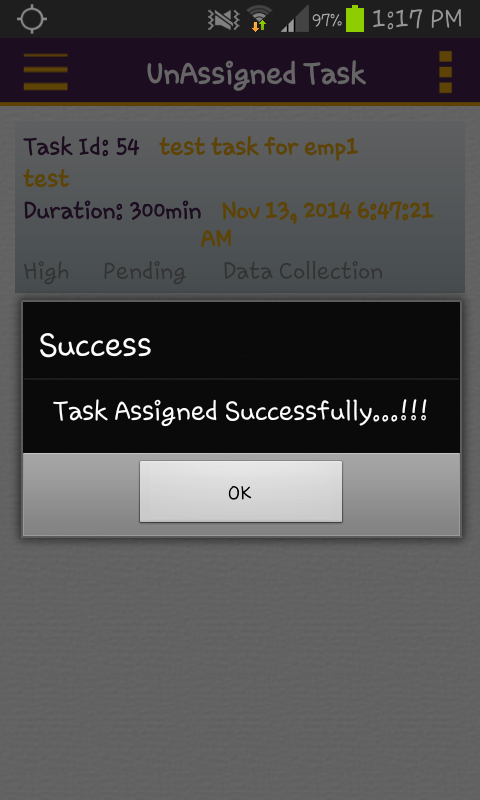 97% 1:17 PM
UnAssigned Task
Task Id: 54 test task for emp1
test
Duration: 300min Nov 13, 2014 6:47:21
AM
High Pending Data Collection
Success
Task Assigned Successfully...!!!
OK